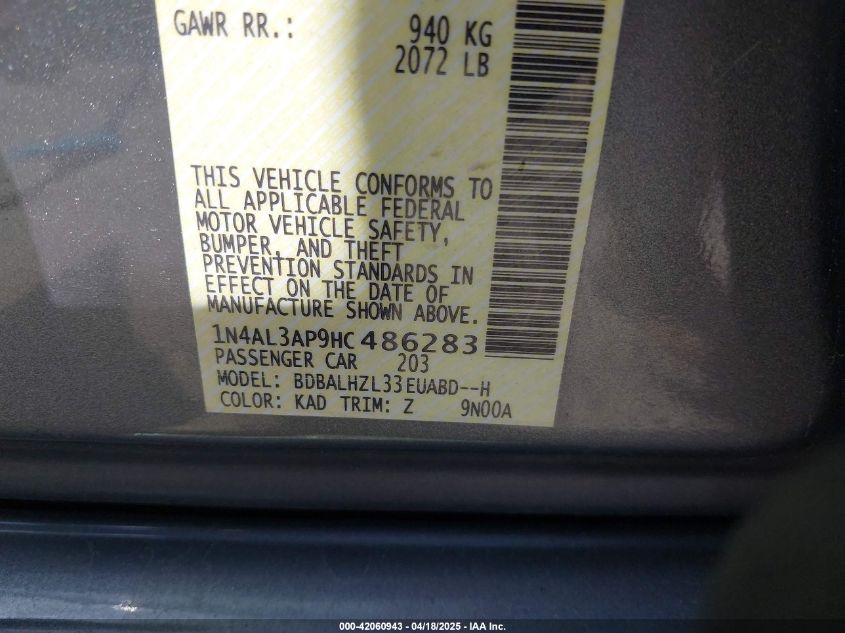 GAWR RR.: 940 KG
2072 LB
THIS VEHICLE CONFORMS TO
ALL APPLICABLE FEDERAL
MOTOR VEHICLE SAFETY,
BUMPER, AND THEFT
PREVENTION STANDARDS IN
EFFECT ON THE DATE OF
MANUFACTURE SHOWN ABOVE.
1N4AL3AP9HC486283
PASSENGER CAR 203
MODEL: BDBALHZL33EUABD--H
COLOR: KAD TRIM: Z 9N00A
000-42060943 - 04/18/2025 - IAA Inc.